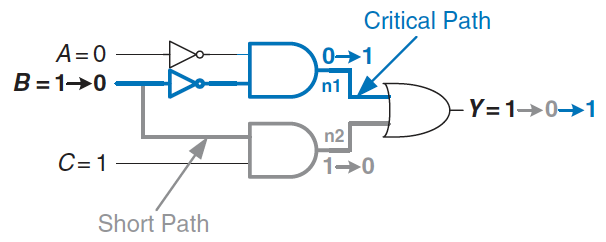 Critical Path
A=0
0→1
B=1→0
n1
Y=1→0→1
n2
C=1
1→0
Short Path